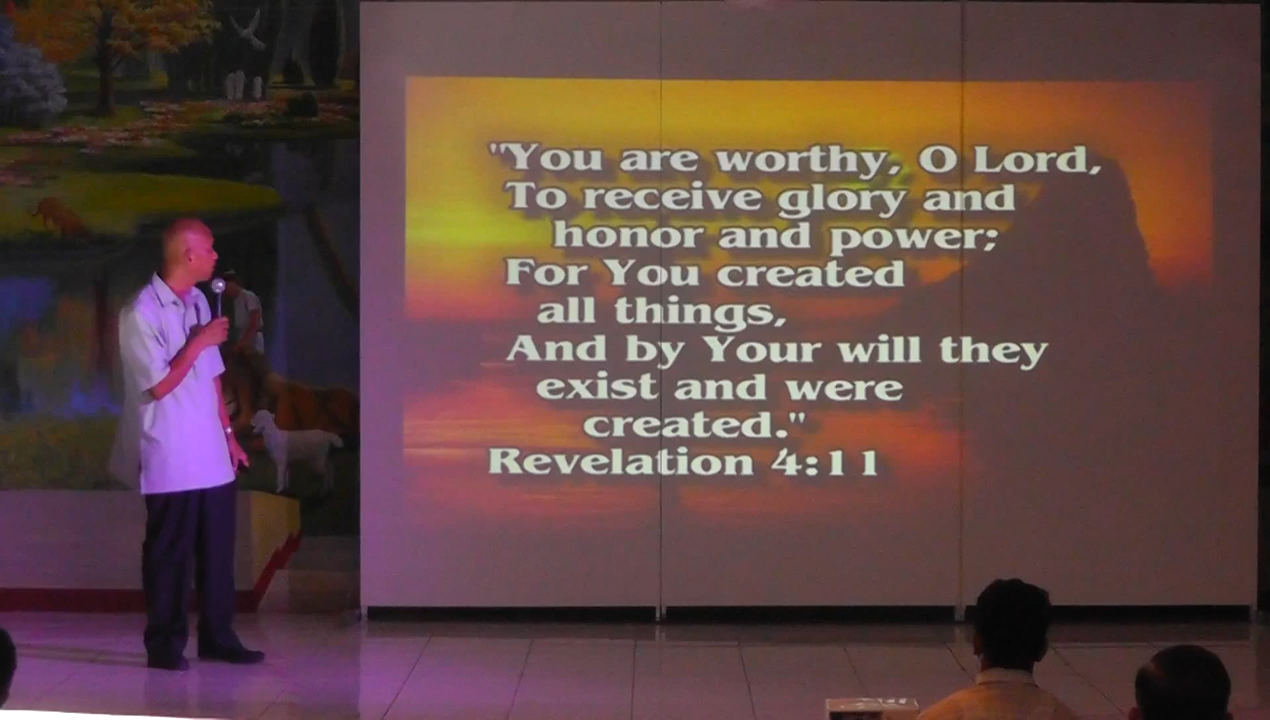 "You are worthy, O Lord,
To receive glory and
honor and power;
For You created
all things,
And by Your will they
exist and were
created."
Revelation 4:11